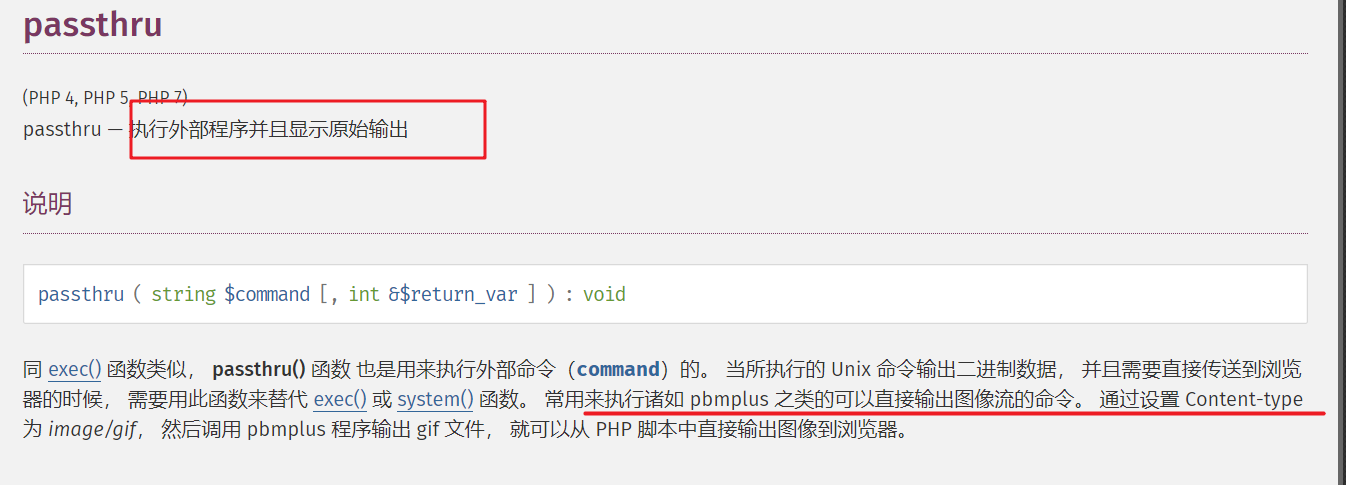 passthru
(PHP 4, PHP 5, PHP 7)
passthru — 执行外部程序并且显示原始输出
说明
passthru ( string $command [, int &$return_var ] ) : void
同 exec() 函数类似， passthru() 函数 也是用来执行外部命令（command）的。 当所执行的 Unix 命令输出二进制数据， 并且需要直接传送到浏览
器的时候， 需要用此函数来替代 exec() 或 system() 函数。 常用来执行诸如 pbmplus 之类的可以直接输出图像流的命令。 通过设置 Content-type
为 image/gif， 然后调用 pbmplus 程序输出 gif 文件， 就可以从 PHP 脚本中直接输出图像到浏览器。